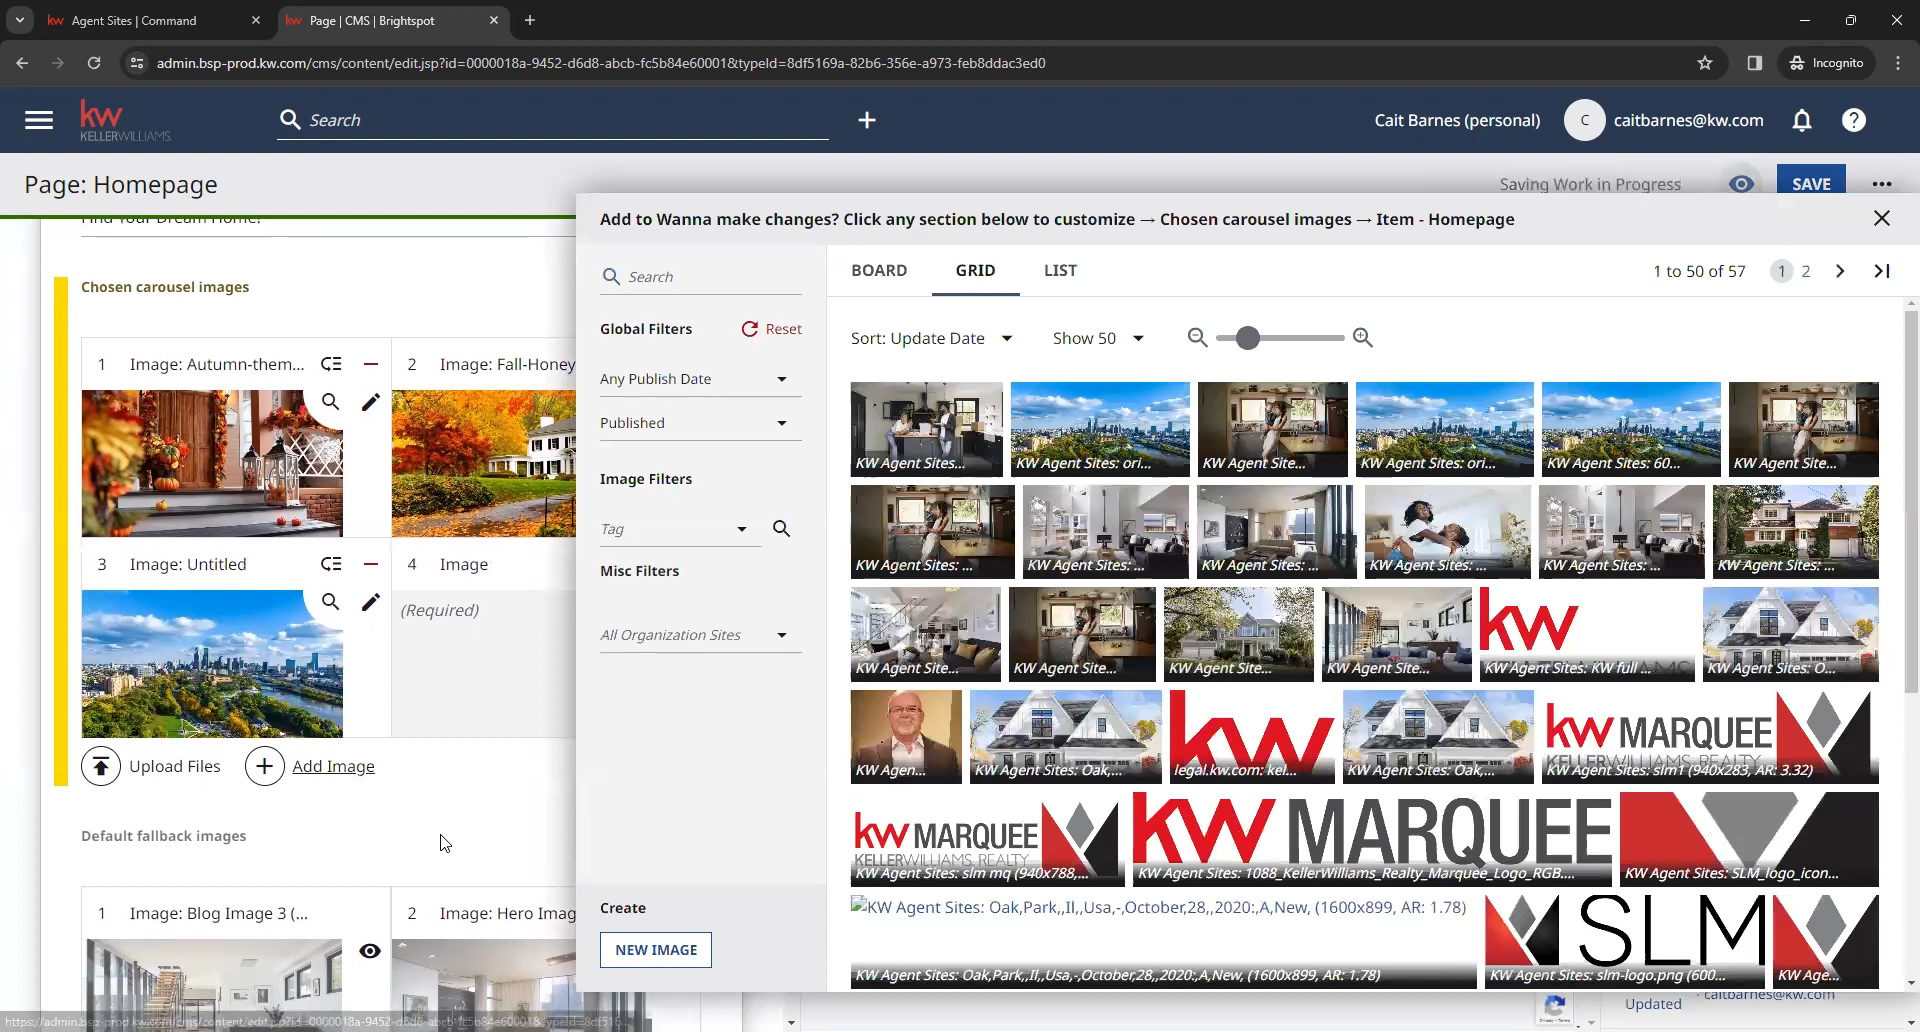 Agent Sites | Command
Page | CMS | Brightspot
admin.bsp-prod.kw.com/cms/content/edit.jsp?id=0000018a-9452-d6d8-abcb-fc5b84e60001&typeId=8df5169a-82b6-356e-a973-feb8ddac3ed0
Incognito
kw
KELLERWILLIAMS.
Search
Cait Barnes (personal)
C
caitbarnes@kw.com
Page: Homepage
Saving Work in Progress
SAVE
Find Your Dream Home!
Add to Wanna make changes? Click any section below to customize → Chosen carousel images → Item - Homepage
Search
BOARD
GRID
LIST
1 to 50 of 57
1 2
Chosen carousel images
Global Filters
Reset
Sort: Update Date
Show 50
1 Image: Autumn-them...
2 Image: Fall-Honey
Any Publish Date
Published
KW Agent Sites...
KW Agent Sites: ori...
KW Agent Site...
KW Agent Sites: ori...
KW Agent Sites: 60...
KW Agent Site...
Image Filters
Tag
3 Image: Untitled
4 Image
(Required)
KW Agent Sites: ...
KW Agent Sites: ...
KW Agent Sites: ...
KW Agent Sites: ...
KW Agent Sites: ...
KW Agent Sites: ...
Misc Filters
All Organization Sites
kw
KW Agent Site...
KW Agent Site...
KW Agent Site...
KW Agent Site...
KW Agent Sites: KW full ...
KW Agent Sites: O...
Upload Files
Add Image
kw
kw MARQUEE
KELLERWILLIAMS. REALTY
KW Agen...
KW Agent Sites: Oak,...
legal.kw.com: kel...
KW Agent Sites: Oak,...
KW Agent Sites: slm1 (940x283, AR: 3.32)
Default fallback images
kw MARQUEE
KELLERWILLIAMS. REALTY
kw MARQUEE
KW Agent Sites: slm mq (940x788,...
KW Agent Sites: 1088_KellerWilliams_Realty_Marquee_Logo_RGB....
KW Agent Sites: SLM_logo_icon...
1 Image: Blog Image 3 (...
2 Image: Hero Imag
Create
NEW IMAGE
KW Agent Sites: Oak,Park,,Il,,Usa,-,October,28,,2020:,A,New, (1600x899, AR: 1.78)
SLM
KW Agent Sites: Oak,Park,,Il,,Usa,-,October,28,,2020:,A,New, (1600x899, AR: 1.78)
KW Agent Sites: slm-logo.png (600...
KW Age...
Updated
caitbarnes@kw.com